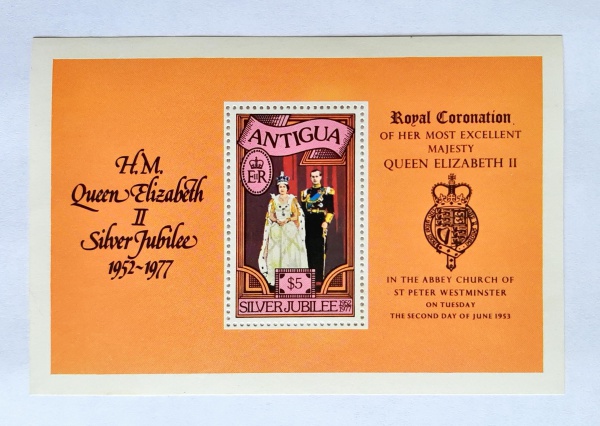 H.M.
Queen Elizabeth
II
Silver Jubilee
1952~1977
ANTIGUA
E II R
$5
SILVER JUBILEE 1952 1977
Royal Coronation
OF HER MOST EXCELLENT
MAJESTY
QUEEN ELIZABETH II
IN THE ABBEY CHURCH OF
ST PETER WESTMINSTER
ON TUESDAY
THE SECOND DAY OF JUNE 1953